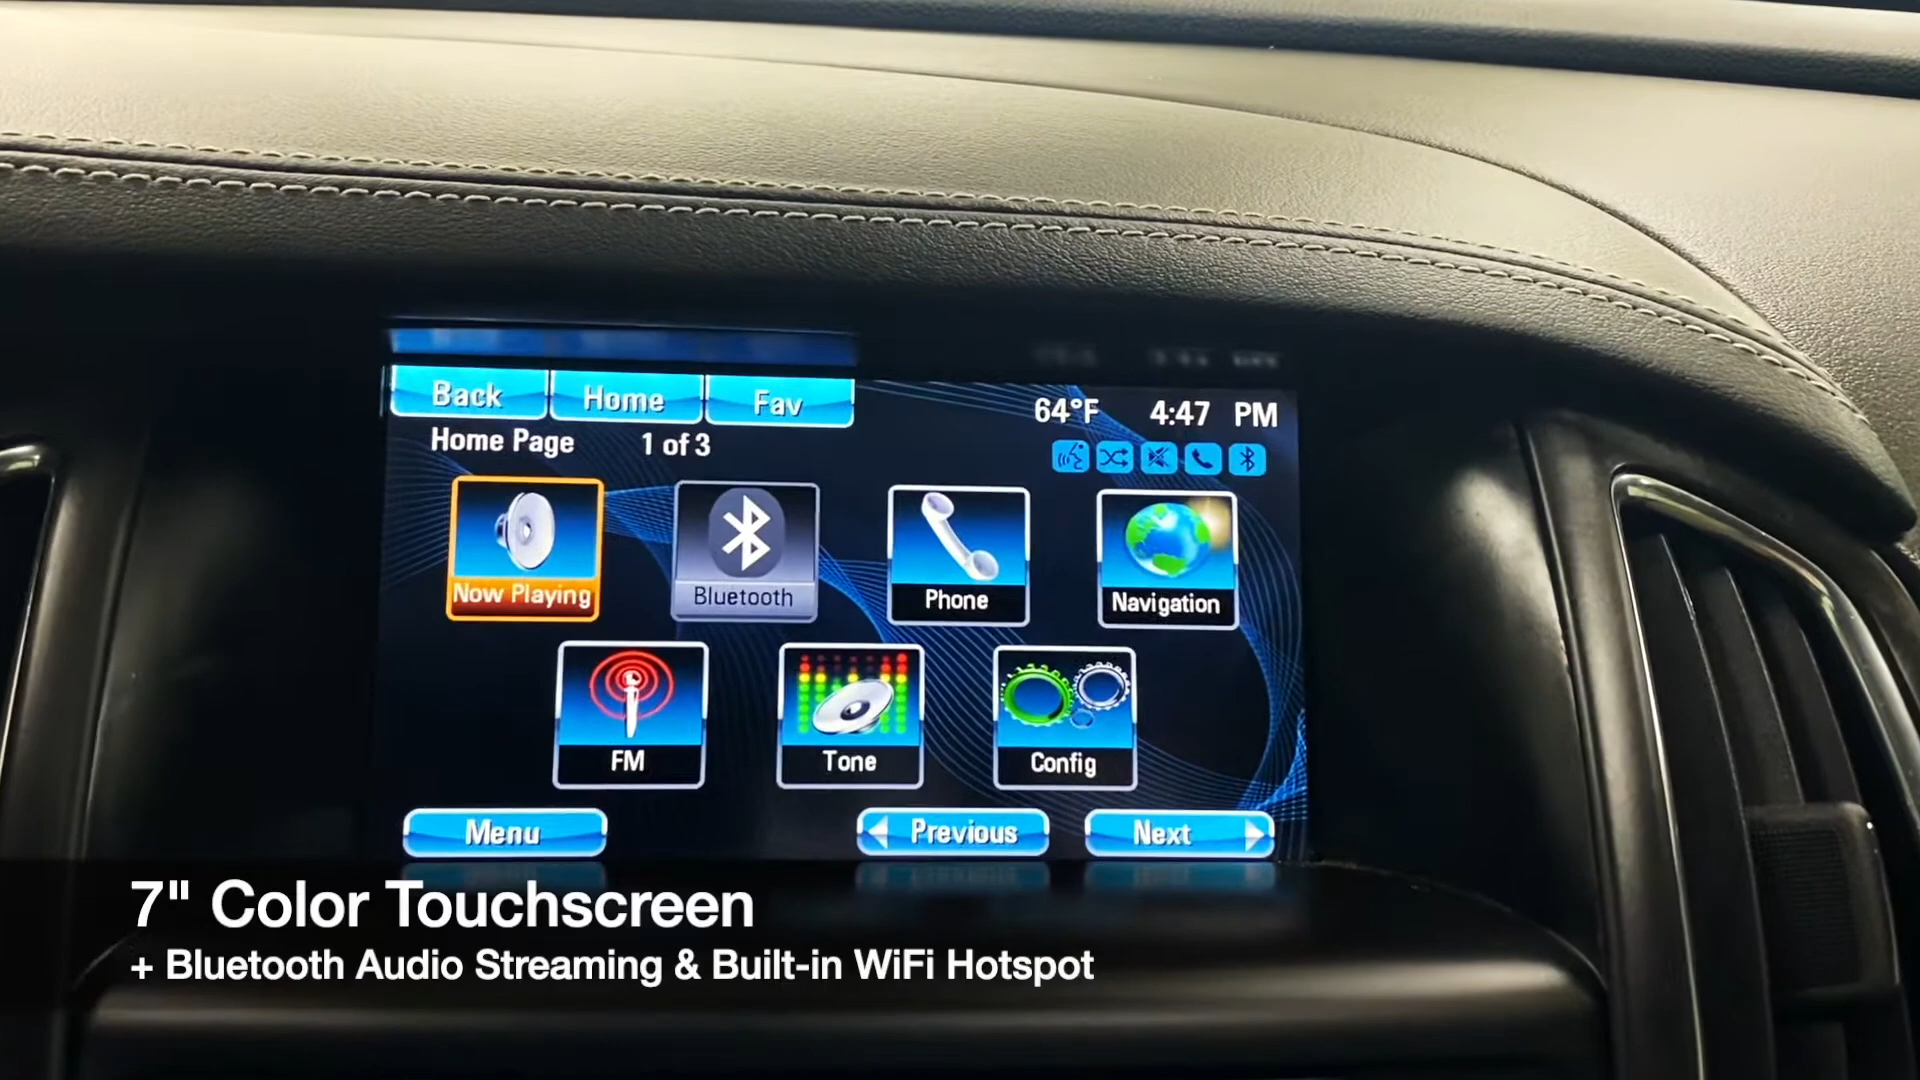 Back Home Fav
64°F 4:47 PM
Home Page 1 of 3
Now Playing Bluetooth Phone Navigation
FM Tone Config
Menu Previous Next
7" Color Touchscreen
+ Bluetooth Audio Streaming & Built-in WiFi Hotspot